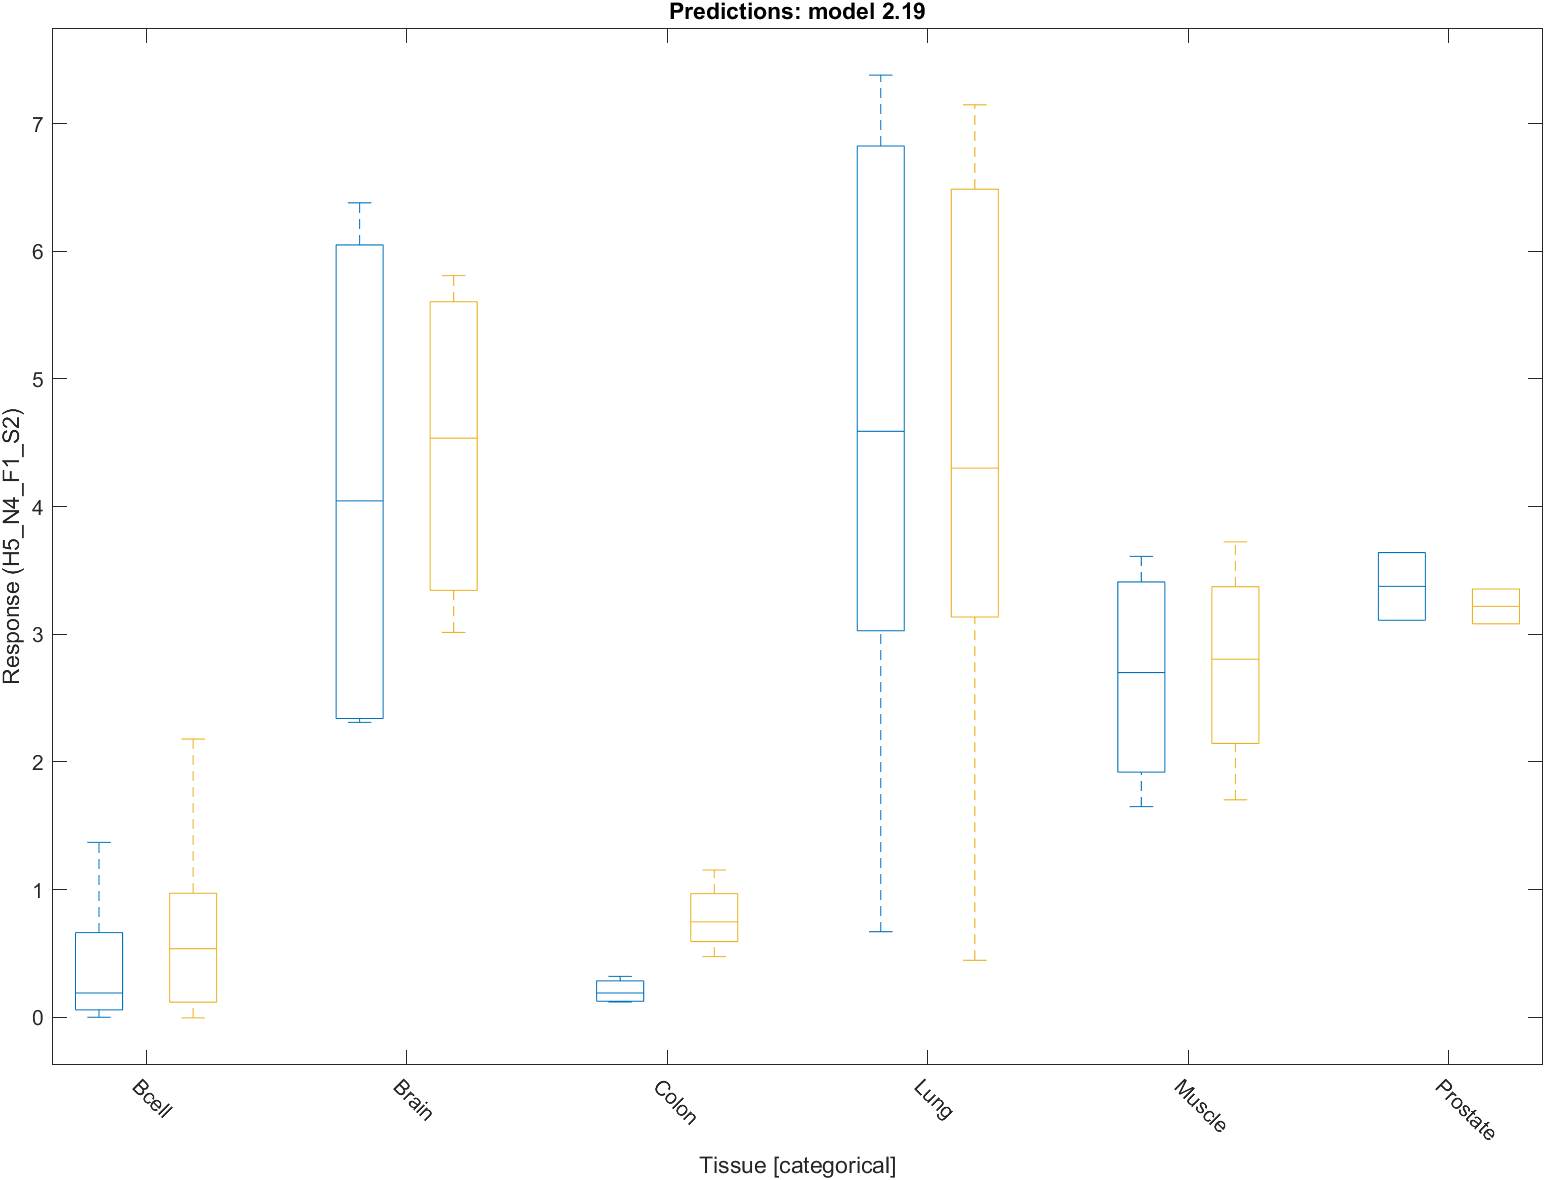 Predictions: model 2.19
Response (H5_N4_F1_S2)
7
6
5
4
3
2
1
0
Bcell
Brain
Colon
Lung
Muscle
Prostate
Tissue [categorical]